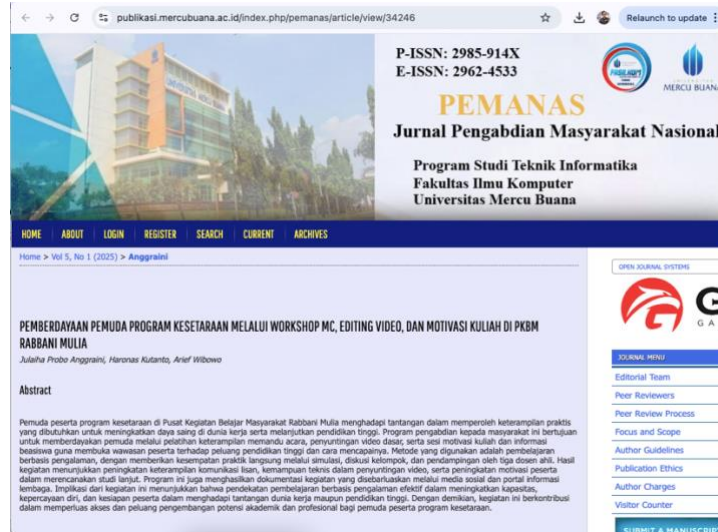 publikasi.mercubuana.ac.id/index.php/pemanas/article/view/34246
Relaunch to update
P-ISSN: 2985-914X
E-ISSN: 2962-4533
FASILKOM
MERCU BUANA
PEMANAS
Jurnal Pengabdian Masyarakat Nasional
Program Studi Teknik Informatika
Fakultas Ilmu Komputer
Universitas Mercu Buana
HOME ABOUT LOGIN REGISTER SEARCH CURRENT ARCHIVES
Home > Vol 5, No 1 (2025) > Anggraini
PEMBERDAYAAN PEMUDA PROGRAM KESETARAAN MELALUI WORKSHOP MC, EDITING VIDEO, DAN MOTIVASI KULIAH DI PKBM
RABBANI MULIA
Julaiha Probo Anggraini, Haronas Kutanto, Arief Wibowo
Abstract
Pemuda peserta program kesetaraan di Pusat Kegiatan Belajar Masyarakat Rabbani Mulia menghadapi tantangan dalam memperoleh keterampilan praktis
yang dibutuhkan untuk meningkatkan daya saing di dunia kerja serta melanjutkan pendidikan tinggi. Program pengabdian kepada masyarakat ini bertujuan
untuk memberdayakan pemuda melalui pelatihan keterampilan memandu acara, penyuntingan video dasar, serta sesi motivasi kuliah dan informasi
beasiswa guna membuka wawasan peserta terhadap peluang pendidikan tinggi dan cara mencapainya. Metode yang digunakan adalah pembelajaran
berbasis pengalaman, dengan memberikan kesempatan praktik langsung melalui simulasi, diskusi kelompok, dan pendampingan oleh tiga dosen ahli. Hasil
kegiatan menunjukkan peningkatan keterampilan komunikasi lisan, kemampuan teknis dalam penyuntingan video, serta peningkatan motivasi peserta
dalam merencanakan studi lanjut. Program ini juga menghasilkan dokumentasi kegiatan yang disebarluaskan melalui media sosial dan portal informasi
lembaga. Implikasi dari kegiatan ini menunjukkan bahwa pendekatan pembelajaran berbasis pengalaman efektif dalam meningkatkan kapasitas,
kepercayaan diri, dan kesiapan peserta dalam menghadapi tantangan dunia kerja maupun pendidikan tinggi. Dengan demikian, kegiatan ini berkontribusi
dalam memperluas akses dan peluang pengembangan potensi akademik dan profesional bagi pemuda peserta program kesetaraan.
OPEN JOURNAL SYSTEMS
G
GA
JOURNAL MENU
Editorial Team
Peer Reviewers
Peer Review Process
Focus and Scope
Author Guidelines
Publication Ethics
Author Charges
Visitor Counter
SUBMIT A MANUSCRIPT